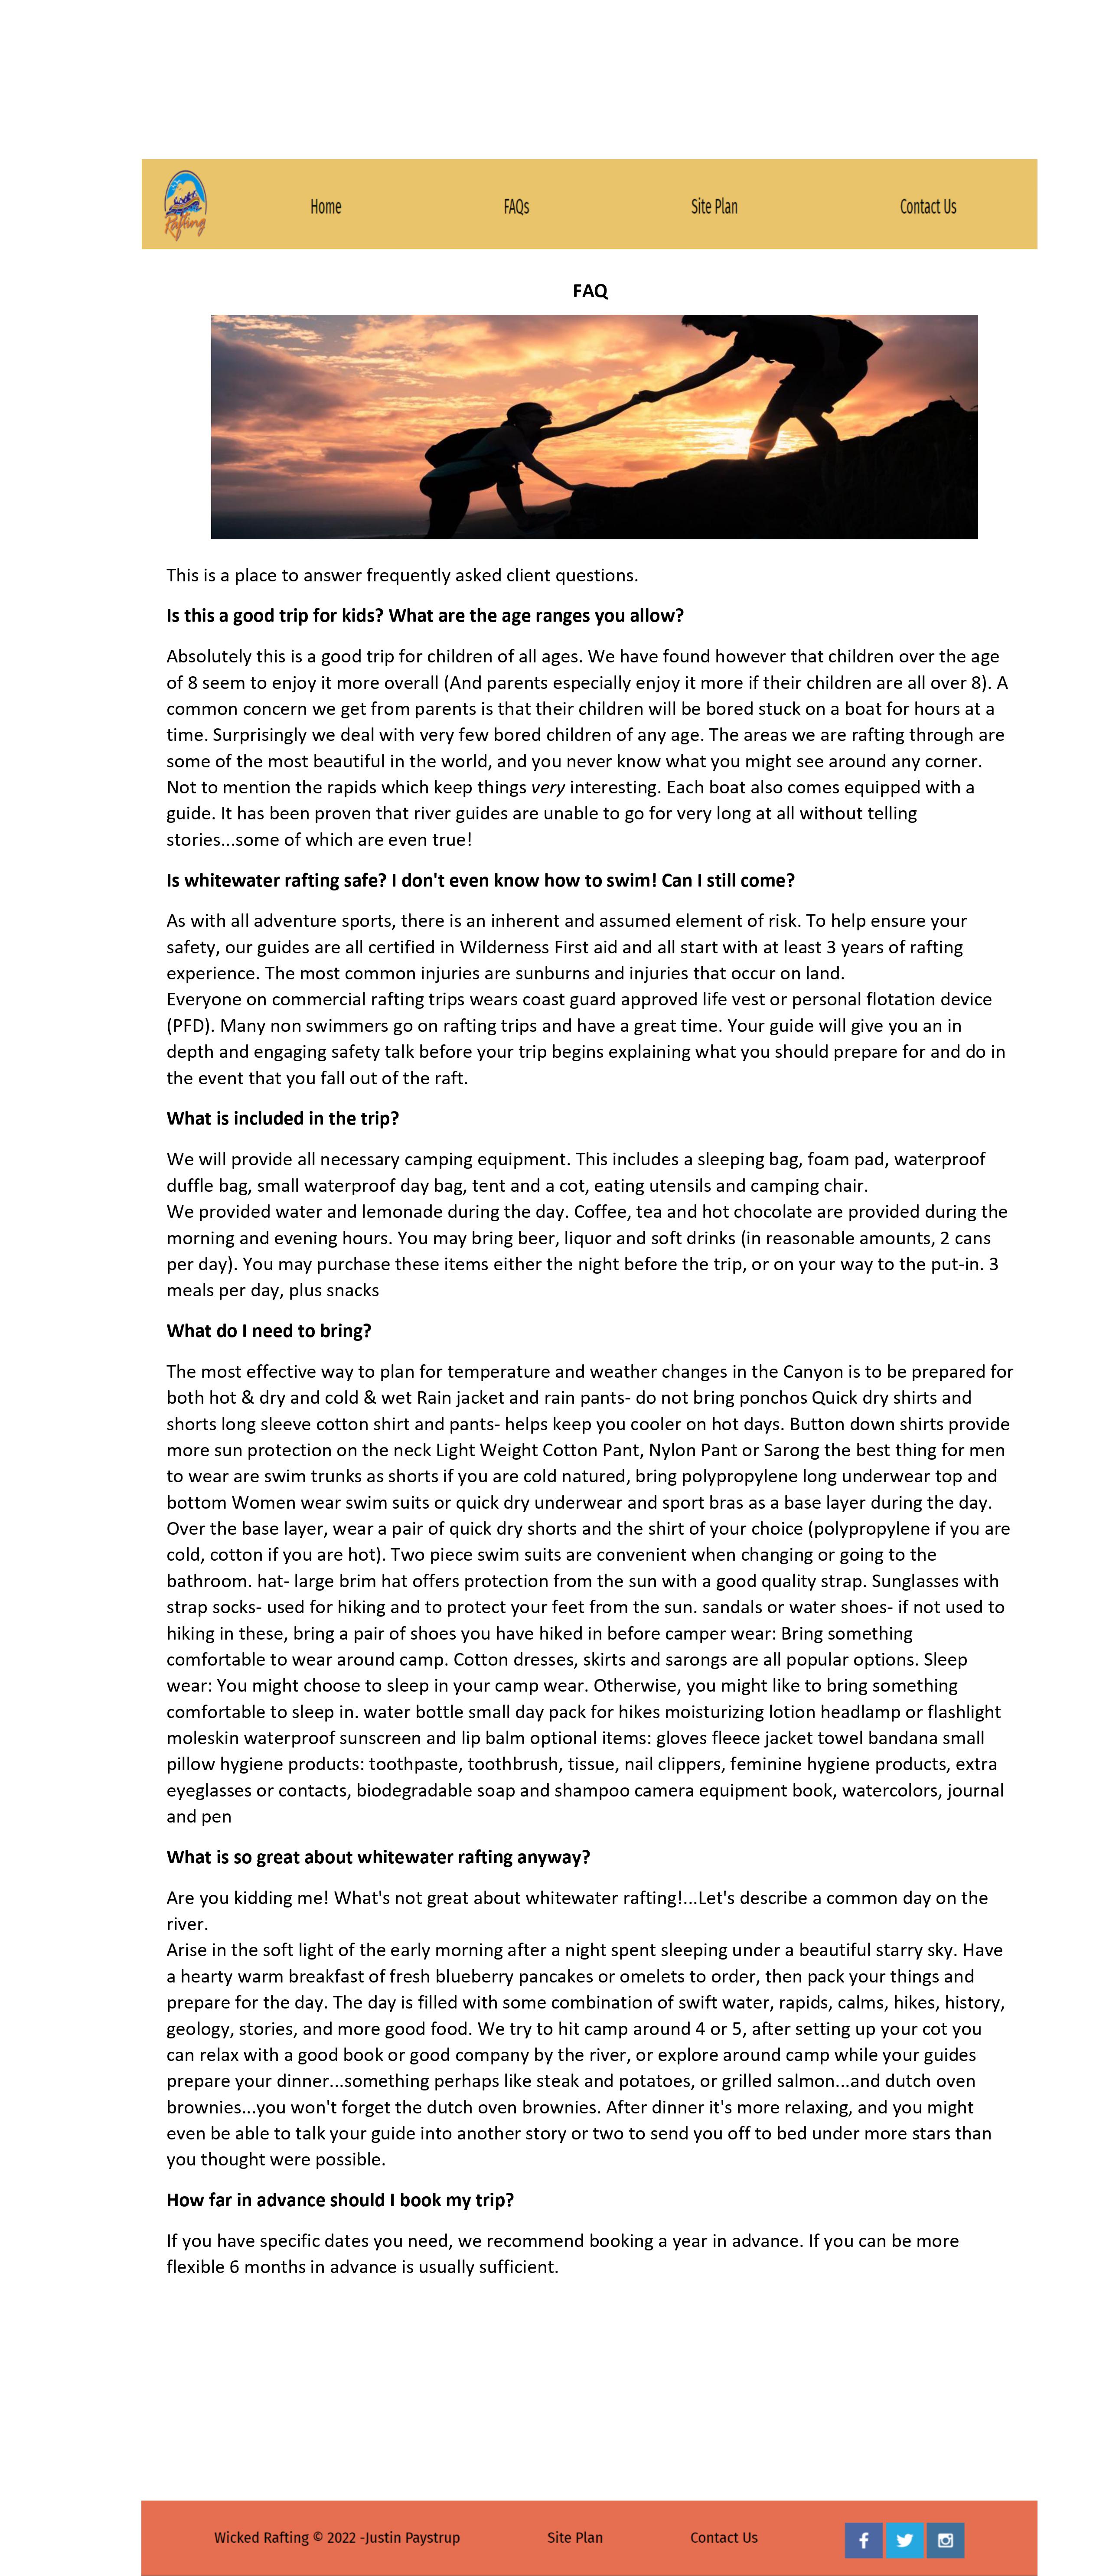 Rafting
Home
FAQs
Site Plan
Contact Us
FAQ
This is a place to answer frequently asked client questions.
Is this a good trip for kids? What are the age ranges you allow?
Absolutely this is a good trip for children of all ages. We have found however that children over the age
of 8 seem to enjoy it more overall (And parents especially enjoy it more if their children are all over 8). A
common concern we get from parents is that their children will be bored stuck on a boat for hours at a
time. Surprisingly we deal with very few bored children of any age. The areas we are rafting through are
some of the most beautiful in the world, and you never know what you might see around any corner.
Not to mention the rapids which keep things very interesting. Each boat also comes equipped with a
guide. It has been proven that river guides are unable to go for very long at all without telling
stories...some of which are even true!
Is whitewater rafting safe? I don't even know how to swim! Can I still come?
As with all adventure sports, there is an inherent and assumed element of risk. To help ensure your
safety, our guides are all certified in Wilderness First aid and all start with at least 3 years of rafting
experience. The most common injuries are sunburns and injuries that occur on land.
Everyone on commercial rafting trips wears coast guard approved life vest or personal flotation device
(PFD). Many non swimmers go on rafting trips and have a great time. Your guide will give you an in
depth and engaging safety talk before your trip begins explaining what you should prepare for and do in
the event that you fall out of the raft.
What is included in the trip?
We will provide all necessary camping equipment. This includes a sleeping bag, foam pad, waterproof
duffle bag, small waterproof day bag, tent and a cot, eating utensils and camping chair.
We provided water and lemonade during the day. Coffee, tea and hot chocolate are provided during the
morning and evening hours. You may bring beer, liquor and soft drinks (in reasonable amounts, 2 cans
per day). You may purchase these items either the night before the trip, or on your way to the put-in. 3
meals per day, plus snacks
What do I need to bring?
The most effective way to plan for temperature and weather changes in the Canyon is to be prepared for
both hot & dry and cold & wet Rain jacket and rain pants- do not bring ponchos Quick dry shirts and
shorts long sleeve cotton shirt and pants- helps keep you cooler on hot days. Button down shirts provide
more sun protection on the neck Light Weight Cotton Pant, Nylon Pant or Sarong the best thing for men
to wear are swim trunks as shorts if you are cold natured, bring polypropylene long underwear top and
bottom Women wear swim suits or quick dry underwear and sport bras as a base layer during the day.
Over the base layer, wear a pair of quick dry shorts and the shirt of your choice (polypropylene if you are
cold, cotton if you are hot). Two piece swim suits are convenient when changing or going to the
bathroom. hat- large brim hat offers protection from the sun with a good quality strap. Sunglasses with
strap socks- used for hiking and to protect your feet from the sun. sandals or water shoes- if not used to
hiking in these, bring a pair of shoes you have hiked in before camper wear: Bring something
comfortable to wear around camp. Cotton dresses, skirts and sarongs are all popular options. Sleep
wear: You might choose to sleep in your camp wear. Otherwise, you might like to bring something
comfortable to sleep in. water bottle small day pack for hikes moisturizing lotion headlamp or flashlight
moleskin waterproof sunscreen and lip balm optional items: gloves fleece jacket towel bandana small
pillow hygiene products: toothpaste, toothbrush, tissue, nail clippers, feminine hygiene products, extra
eyeglasses or contacts, biodegradable soap and shampoo camera equipment book, watercolors, journal
and pen
What is so great about whitewater rafting anyway?
Are you kidding me! What's not great about whitewater rafting!...Let's describe a common day on the
river.
Arise in the soft light of the early morning after a night spent sleeping under a beautiful starry sky. Have
a hearty warm breakfast of fresh blueberry pancakes or omelets to order, then pack your things and
prepare for the day. The day is filled with some combination of swift water, rapids, calms, hikes, history,
geology, stories, and more good food. We try to hit camp around 4 or 5, after setting up your cot you
can relax with a good book or good company by the river, or explore around camp while your guides
prepare your dinner...something perhaps like steak and potatoes, or grilled salmon...and dutch oven
brownies...you won't forget the dutch oven brownies. After dinner it's more relaxing, and you might
even be able to talk your guide into another story or two to send you off to bed under more stars than
you thought were possible.
How far in advance should I book my trip?
If you have specific dates you need, we recommend booking a year in advance. If you can be more
flexible 6 months in advance is usually sufficient.
Wicked Rafting © 2022 -Justin Paystrup
Site Plan
Contact Us